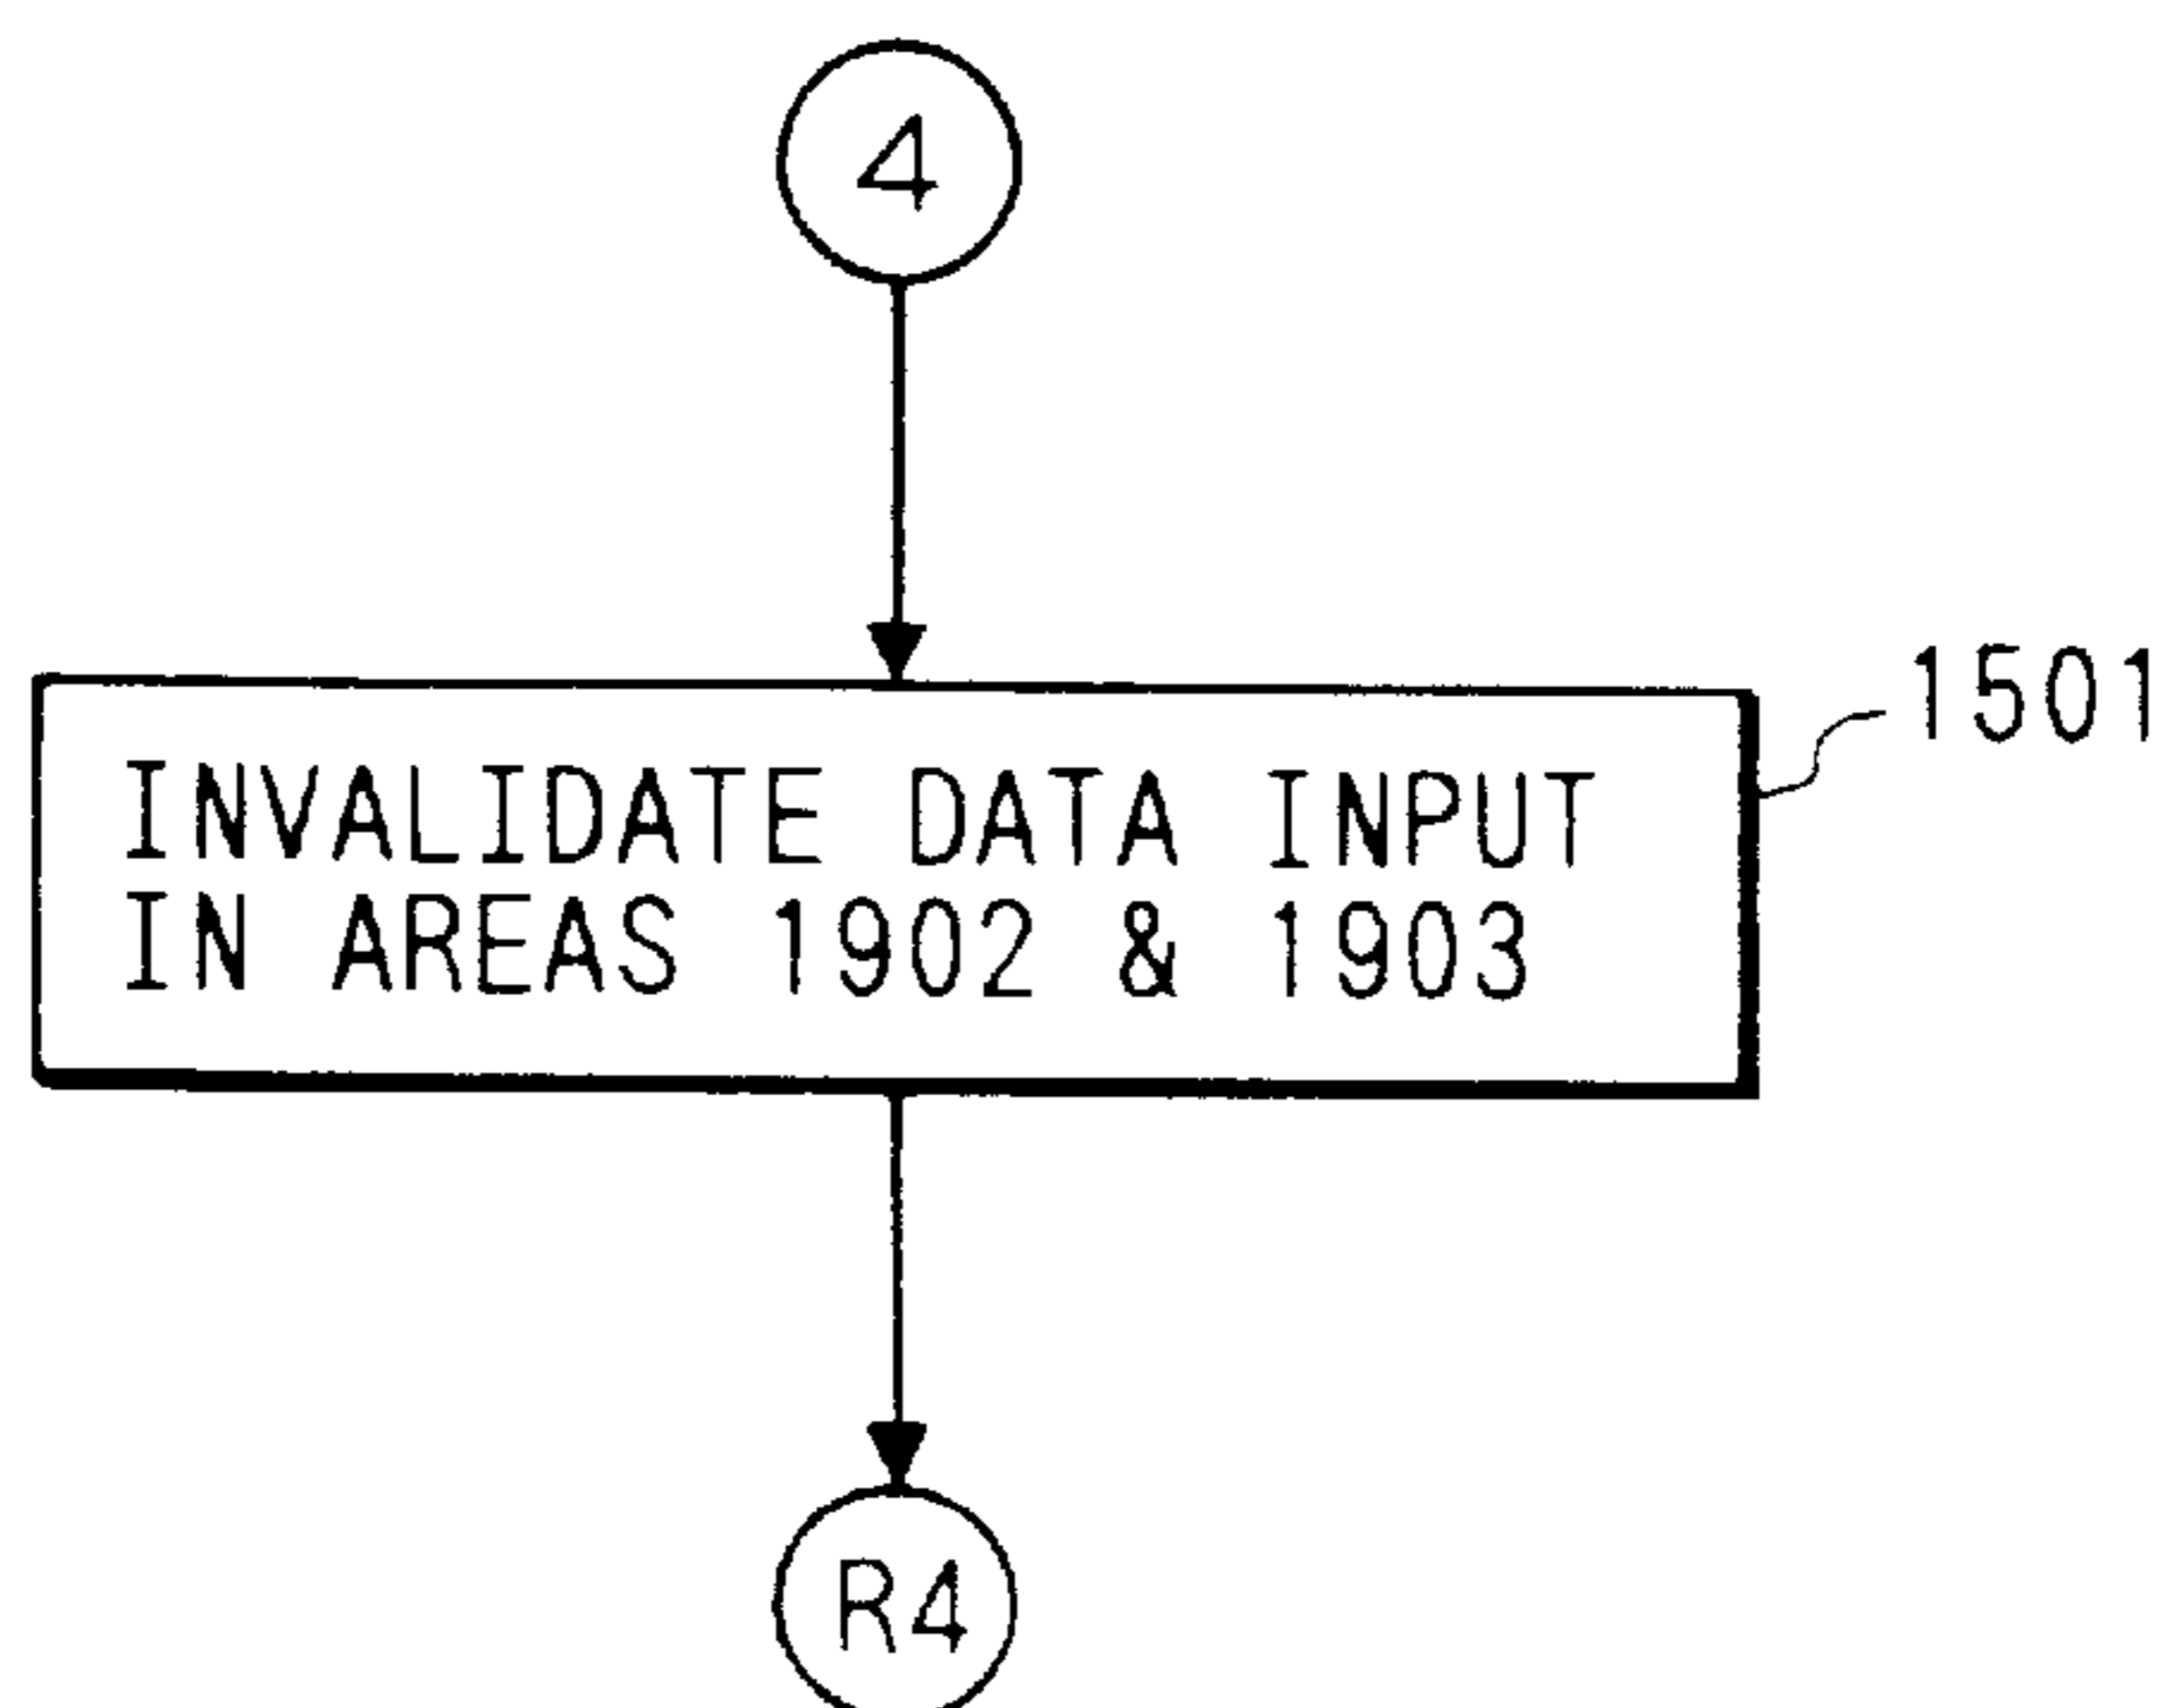 4
1501
INVALIDATE DATA INPUT
IN AREAS 1902 & 1903
R4